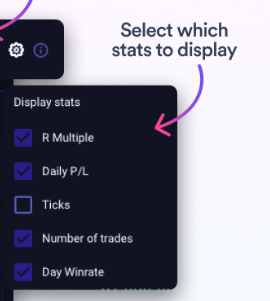 Select which
stats to display
Display stats
R Multiple
Daily P/L
Ticks
Number of trades
Day Winrate